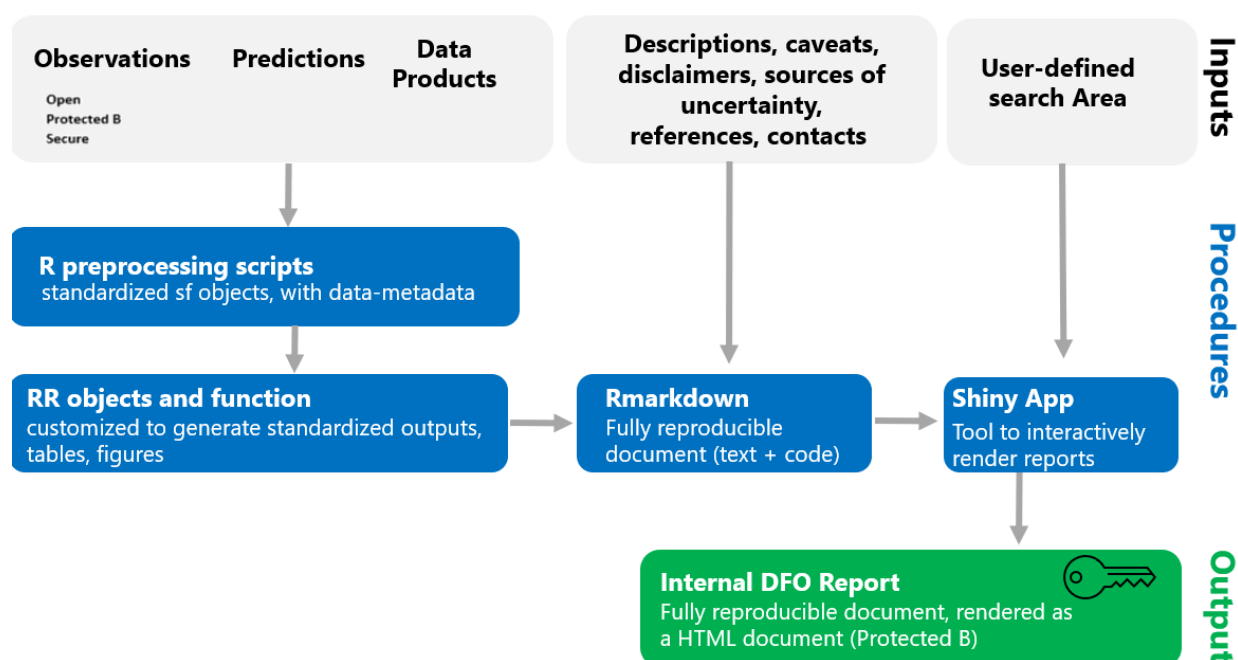 Observations
Predictions
Data
Products
Open
Protected B
Secure
Descriptions, caveats,
disclaimers, sources of
uncertainty,
references, contacts
User-defined
search Area
Inputs
R preprocessing scripts
standardized sf objects, with data-metadata
Procedures
RR objects and function
customized to generate standardized outputs,
tables, figures
Rmarkdown
Fully reproducible
document (text + code)
Shiny App
Tool to interactively
render reports
Internal DFO Report
Fully reproducible document, rendered as
a HTML document (Protected B)
Output